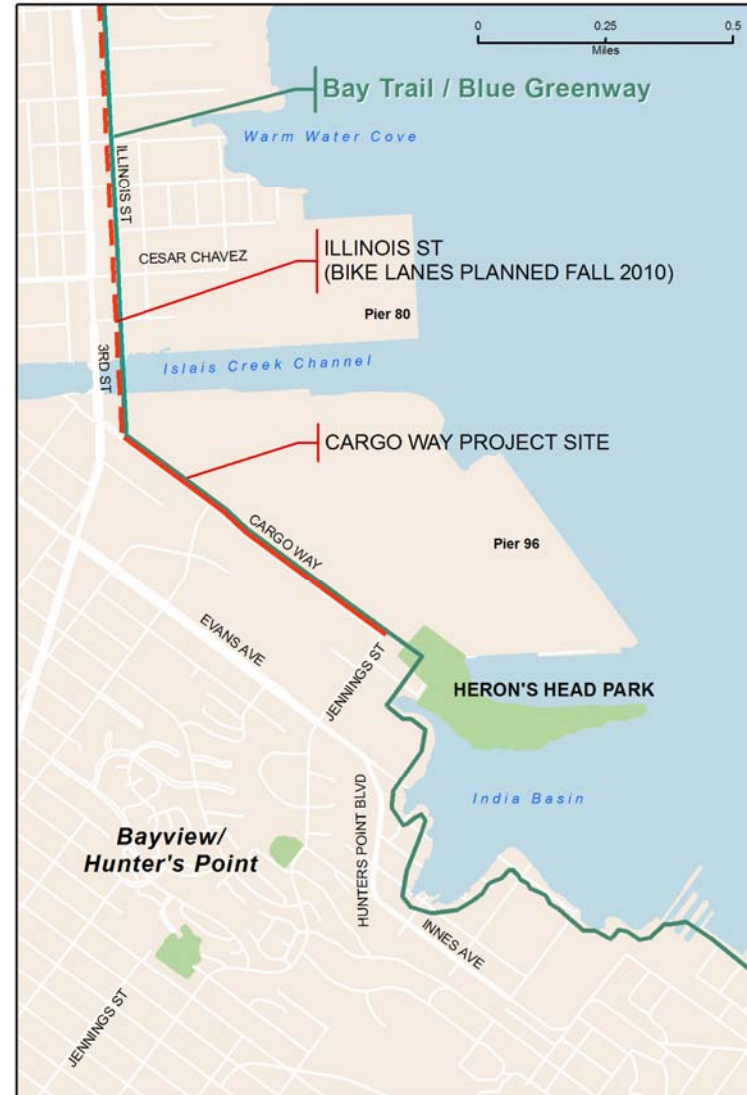 0 0.25 0.5
Miles
Bay Trail / Blue Greenway
Warm Water Cove
ILLINOIS ST
CESAR CHAVEZ
ILLINOIS ST
(BIKE LANES PLANNED FALL 2010)
Pier 80
3RD ST
Islais Creek Channel
CARGO WAY PROJECT SITE
CARGO WAY
Pier 96
EVANS AVE
JENNINGS ST
HERON'S HEAD PARK
India Basin
Bayview/
Hunter's Point
HUNTERS POINT BLVD
INNES AVE
JENNINGS ST